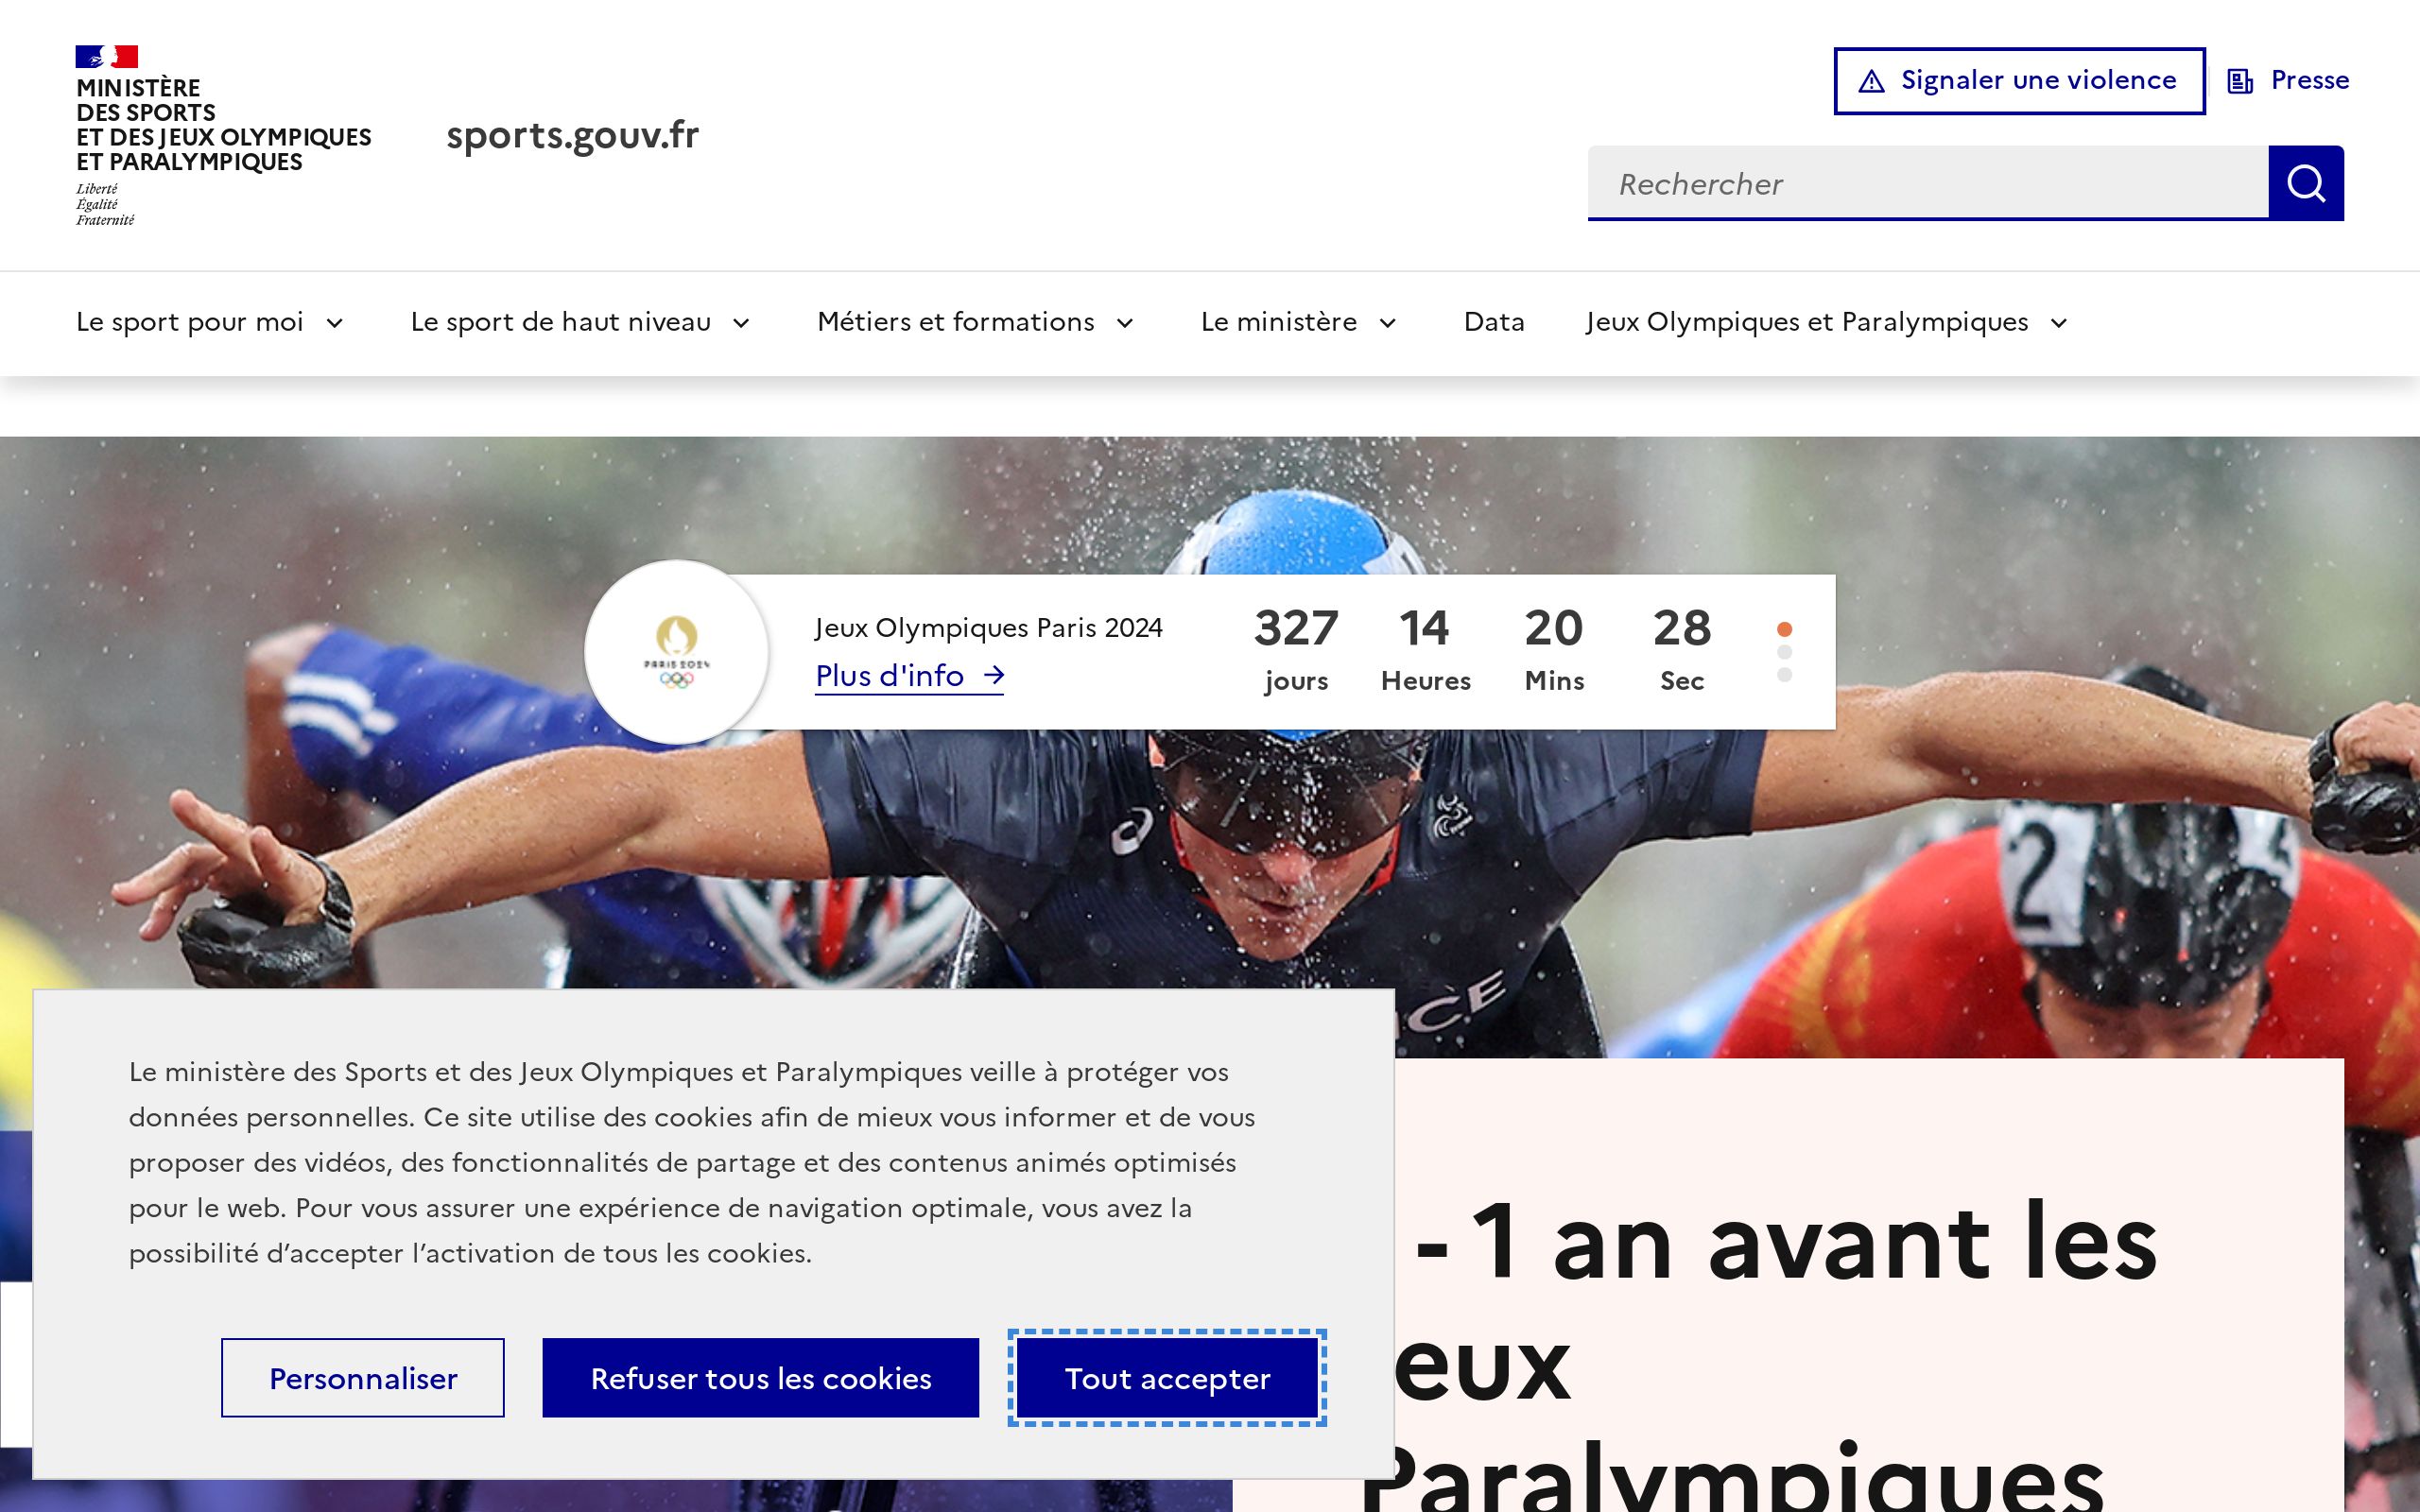 MINISTÈRE
DES SPORTS
ET DES JEUX OLYMPIQUES
ET PARALYMPIQUES
Liberté
Égalité
Fraternité
sports.gouv.fr
Signaler une violence
Presse
Rechercher
Le sport pour moi
Le sport de haut niveau
Métiers et formations
Le ministère
Data
Jeux Olympiques et Paralympiques
PARIS 2024
Jeux Olympiques Paris 2024
Plus d'info
327 14 20 28
jours Heures Mins Sec
2
Le ministère des Sports et des Jeux Olympiques et Paralympiques veille à protéger vos
données personnelles. Ce site utilise des cookies afin de mieux vous informer et de vous
proposer des vidéos, des fonctionnalités de partage et des contenus animés optimisés
pour le web. Pour vous assurer une expérience de navigation optimale, vous avez la
possibilité d’accepter l’activation de tous les cookies.
Personnaliser
Refuser tous les cookies
Tout accepter
- 1 an avant les
eux
Paralympiques